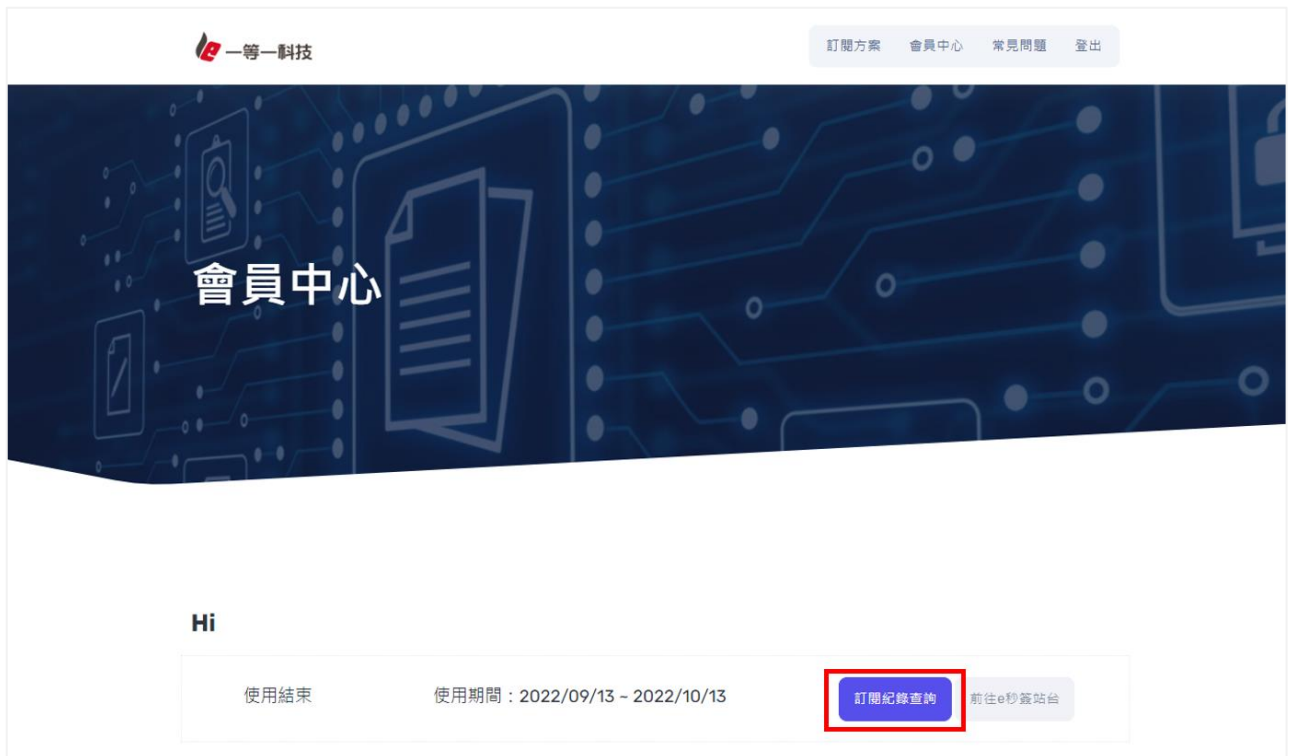 一等一科技
訂閱方案 會員中心 常見問題 登出
會員中心
Hi
使用結束 使用期間：2022/09/13 ~ 2022/10/13 訂閱紀錄查詢 前往e秒簽站台